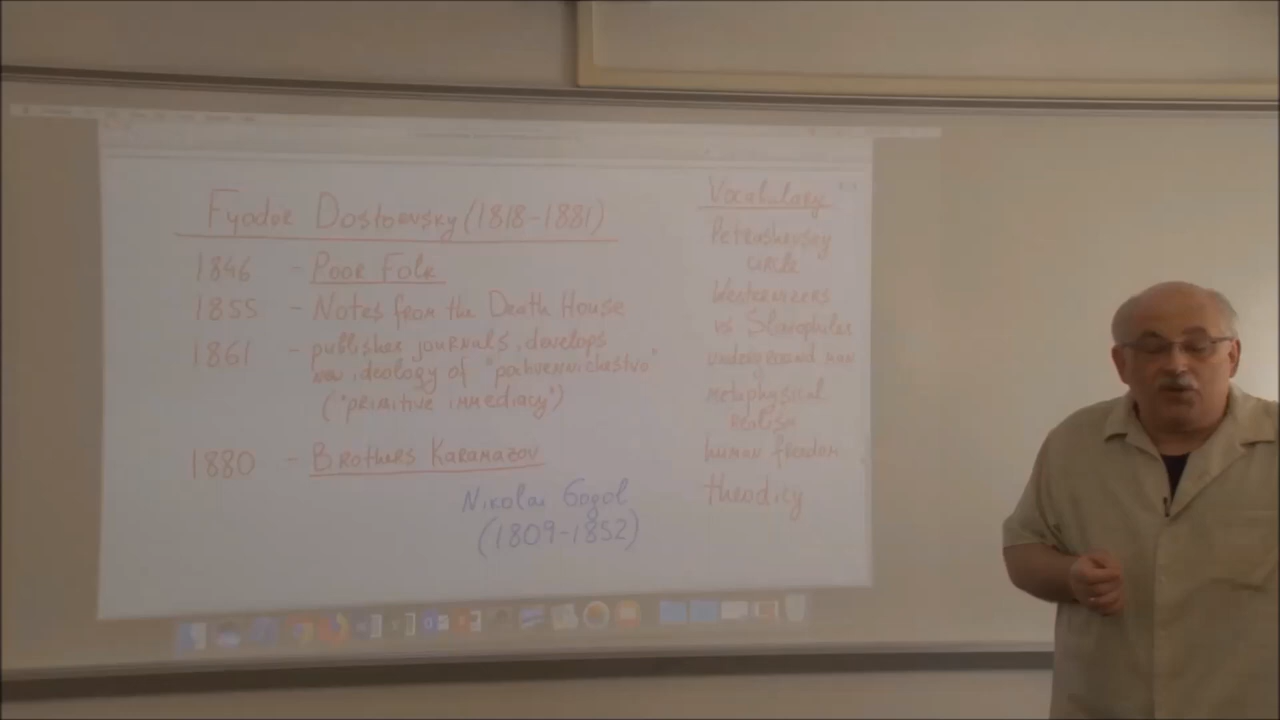 Fyodor Dostoevsky (1818-1881)
1846 - Poor Folk
1855 - Notes from the Death House
1861 - publishes journals, develops
new ideology of "pochvennichestvo"
("primitive immediacy")
1880 - Brothers Karamazov
Nikolai Gogol
(1809-1852)
Vocabulary
Petrashevsky
circle
Westernizers
vs Slavophiles
underground man
metaphysical
realism
human freedom
theodicy